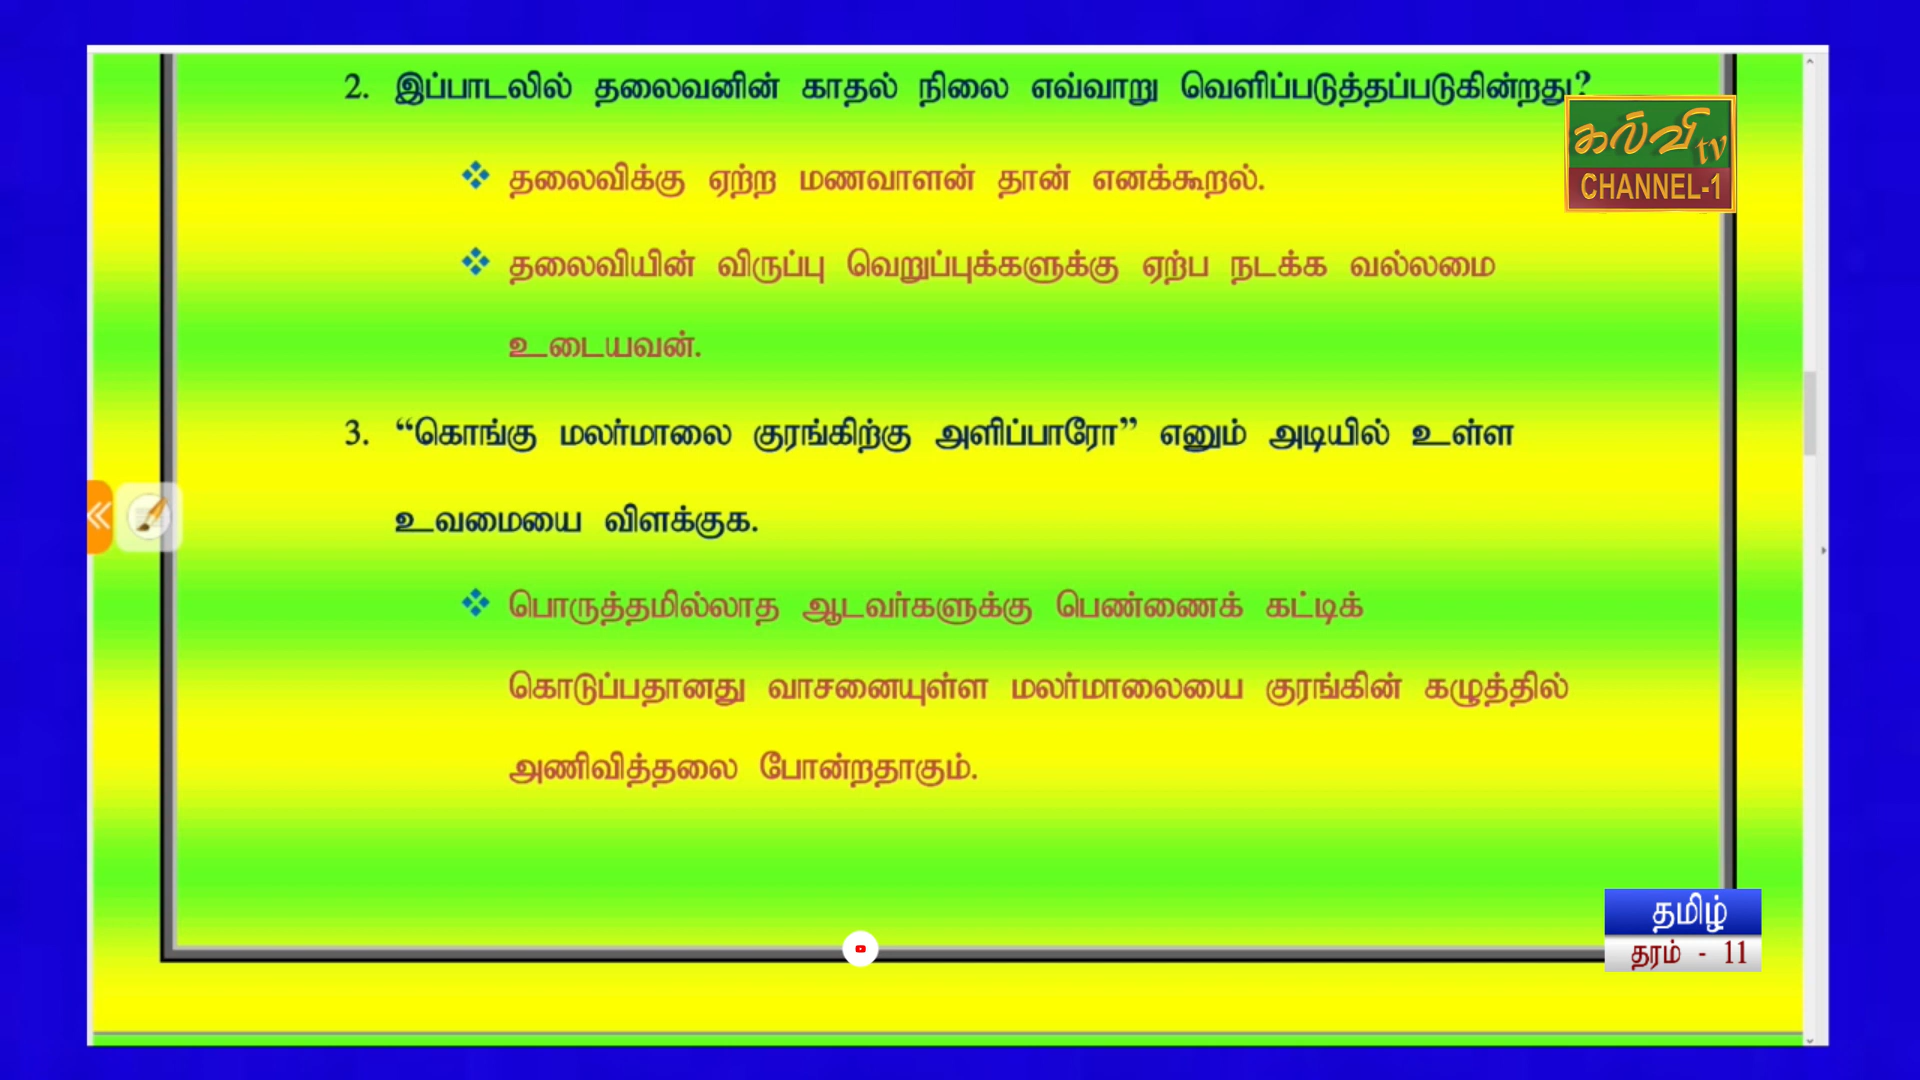 2. இப்பாடலில் தலைவனின் காதல் நிலை எவ்வாறு வெளிப்படுத்தப்படுகின்றது?
கல்வி tv
CHANNEL-1
❖ தலைவிக்கு ஏற்ற மணவாளன் தான் எனக்கூறல்.
❖ தலைவியின் விருப்பு வெறுப்புக்களுக்கு ஏற்ப நடக்க வல்லமை
உடையவன்.
3. “கொங்கு மலர்மாலை குரங்கிற்கு அளிப்பாரோ” எனும் அடியில் உள்ள
உவமையை விளக்குக.
❖ பொருத்தமில்லாத ஆடவர்களுக்கு பெண்ணைக் கட்டிக்
கொடுப்பதானது வாசனையுள்ள மலர்மாலையை குரங்கின் கழுத்தில்
அணிவித்தலை போன்றதாகும்.
தமிழ்
தரம் - 11